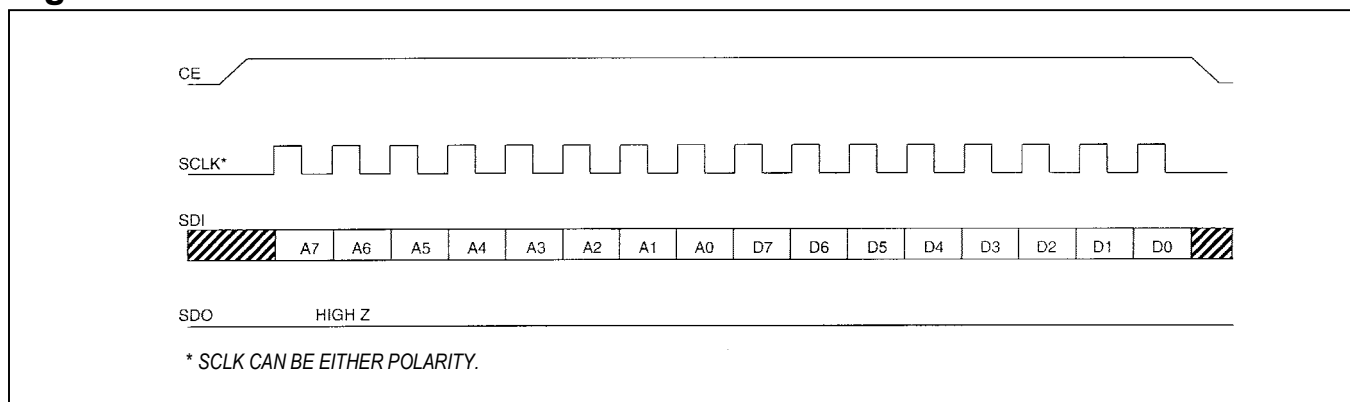 CE
SCLK*
SDI
A7 A6 A5 A4 A3 A2 A1 A0 D7 D6 D5 D4 D3 D2 D1 D0
SDO HIGH Z
* SCLK CAN BE EITHER POLARITY.